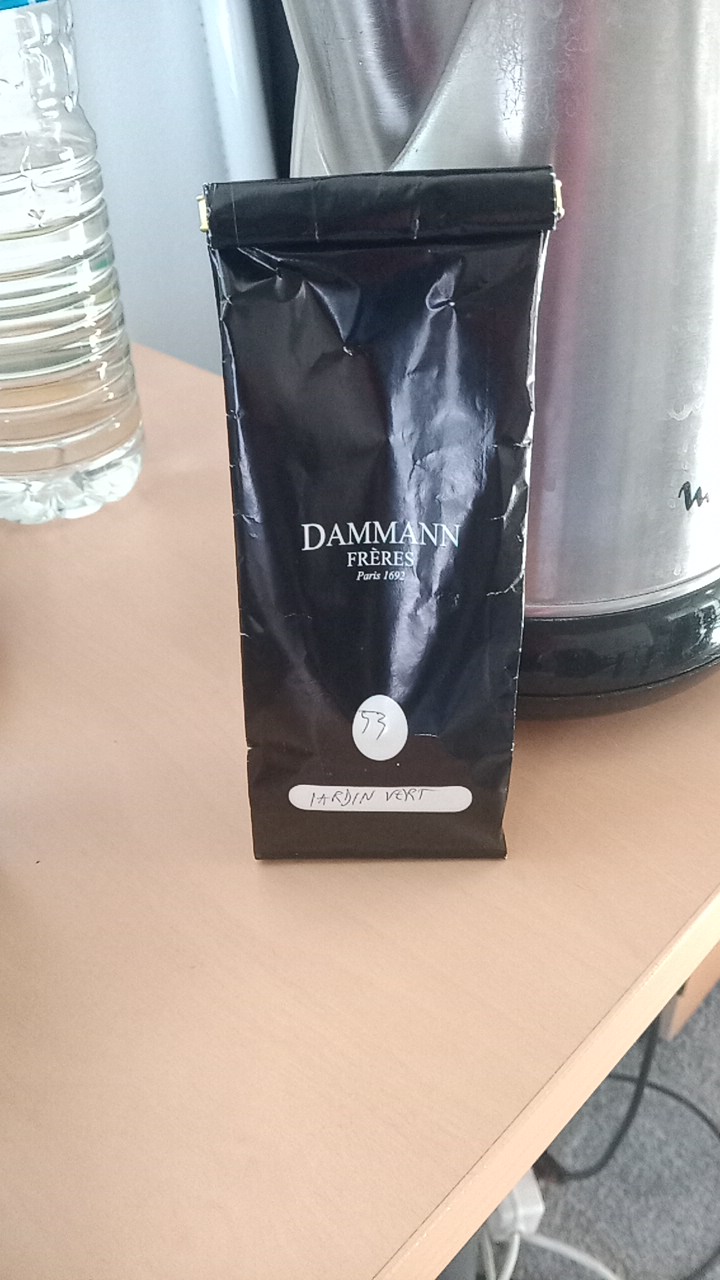 DAMMANN
FRÈRES
Paris 1692
53
JARDIN VERT